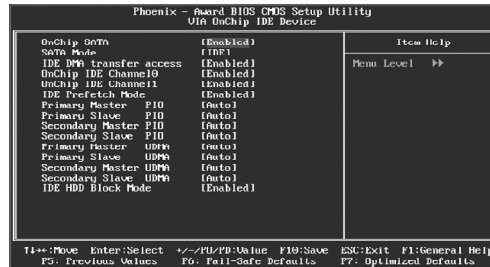 Phoenix - Award BIOS CMOS Setup Utility
VIA OnChip IDE Device
OnChip SATA [Enabled]
SATA Mode [IDE]
IDE DMA transfer access [Enabled]
OnChip IDE Channel0 [Enabled]
OnChip IDE Channel1 [Enabled]
IDE Prefetch Mode [Enabled]
Primary Master PIO [Auto]
Primary Slave PIO [Auto]
Secondary Master PIO [Auto]
Secondary Slave PIO [Auto]
Primary Master UDMA [Auto]
Primary Slave UDMA [Auto]
Secondary Master UDMA [Auto]
Secondary Slave UDMA [Auto]
IDE HDD Block Mode [Enabled]
Item Help
Menu Level ▶▶
↑↓→←:Move Enter:Select +/-/PU/PD:Value F10:Save ESC:Exit F1:General Help
F5: Previous Values F6: Fail-Safe Defaults F7: Optimized Defaults